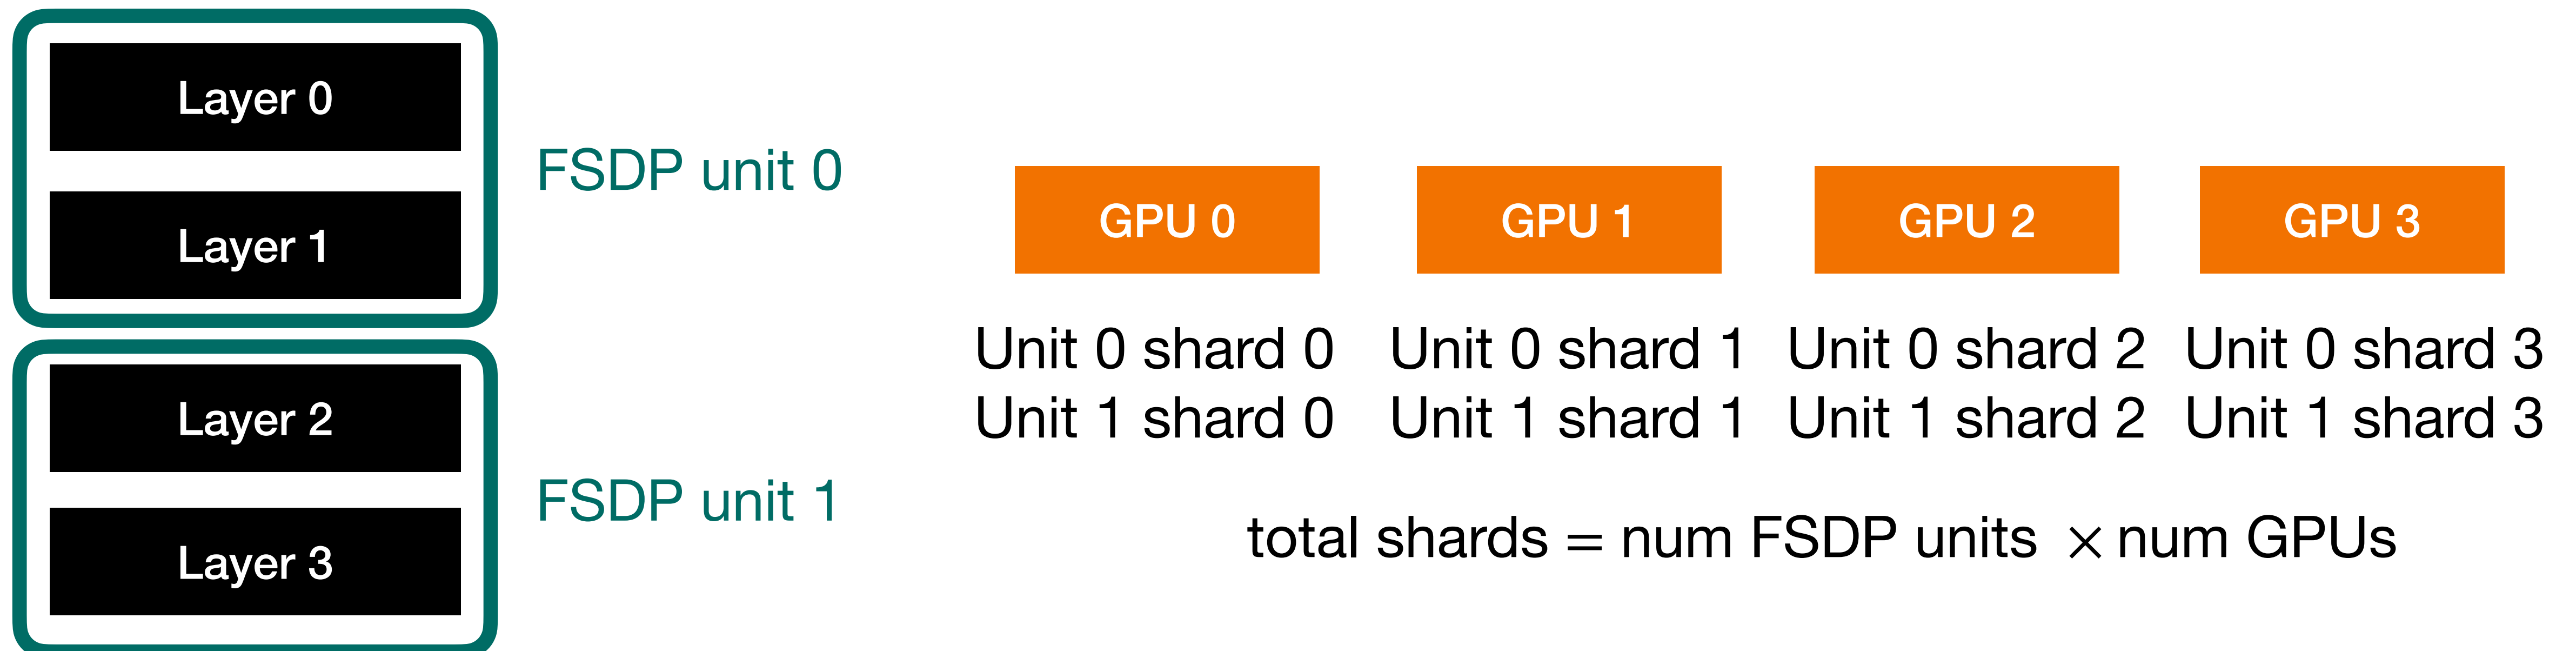 Layer 0
Layer 1
FSDP unit 0
Layer 2
Layer 3
FSDP unit 1
GPU 0
GPU 1
GPU 2
GPU 3
Unit 0 shard 0
Unit 1 shard 0
Unit 0 shard 1
Unit 1 shard 1
Unit 0 shard 2
Unit 1 shard 2
Unit 0 shard 3
Unit 1 shard 3
total shards = num FSDP units × num GPUs